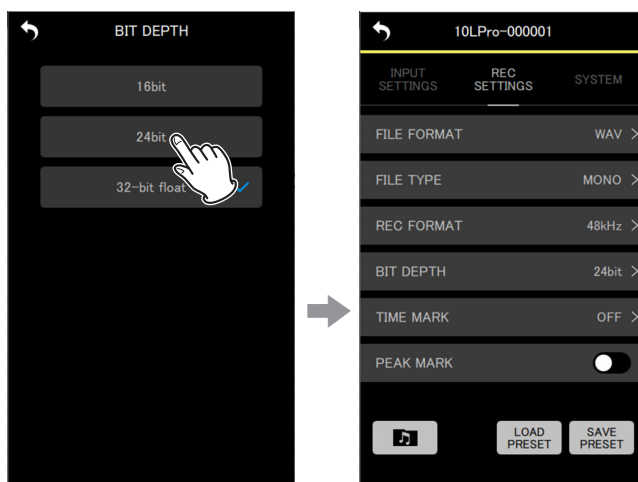 BIT DEPTH
16bit
24bit
32-bit float
10LPro-000001
INPUT SETTINGS
REC SETTINGS
SYSTEM
FILE FORMAT WAV >
FILE TYPE MONO >
REC FORMAT 48kHz >
BIT DEPTH 24bit >
TIME MARK OFF >
PEAK MARK
LOAD PRESET
SAVE PRESET